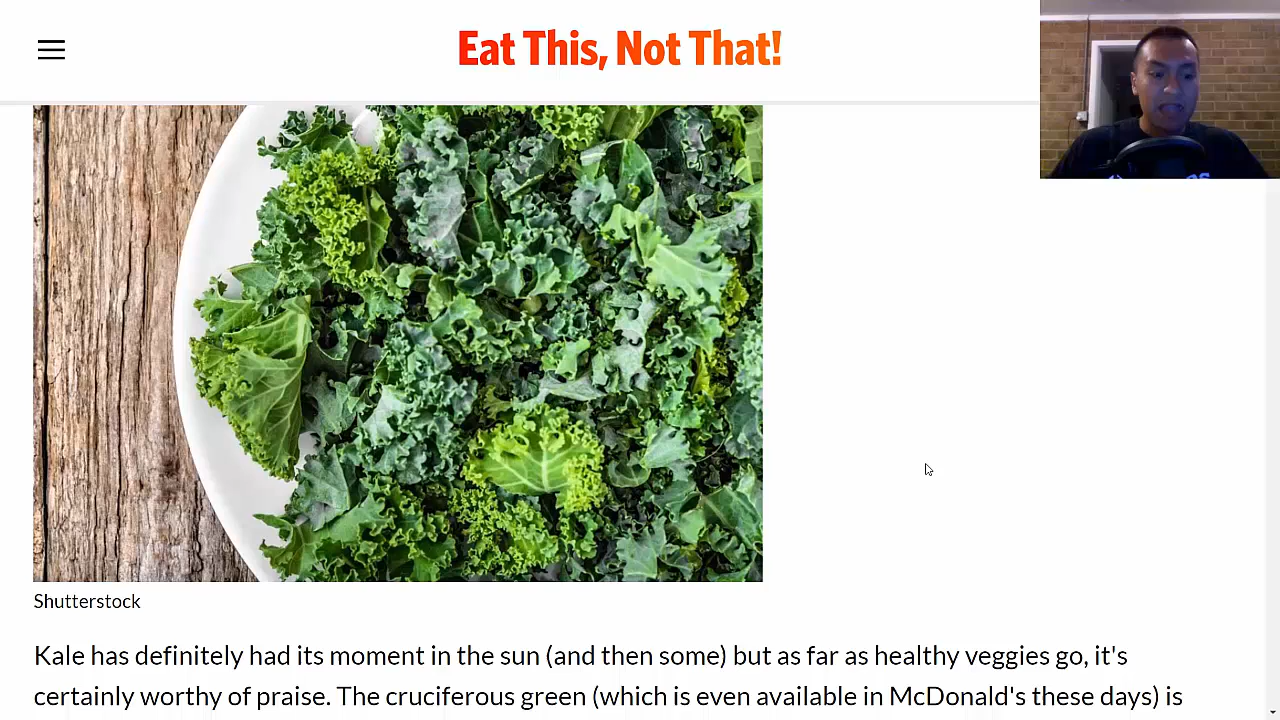 Eat This, Not That!
Shutterstock
Kale has definitely had its moment in the sun (and then some) but as far as healthy veggies go, it's
certainly worthy of praise. The cruciferous green (which is even available in McDonald's these days) is